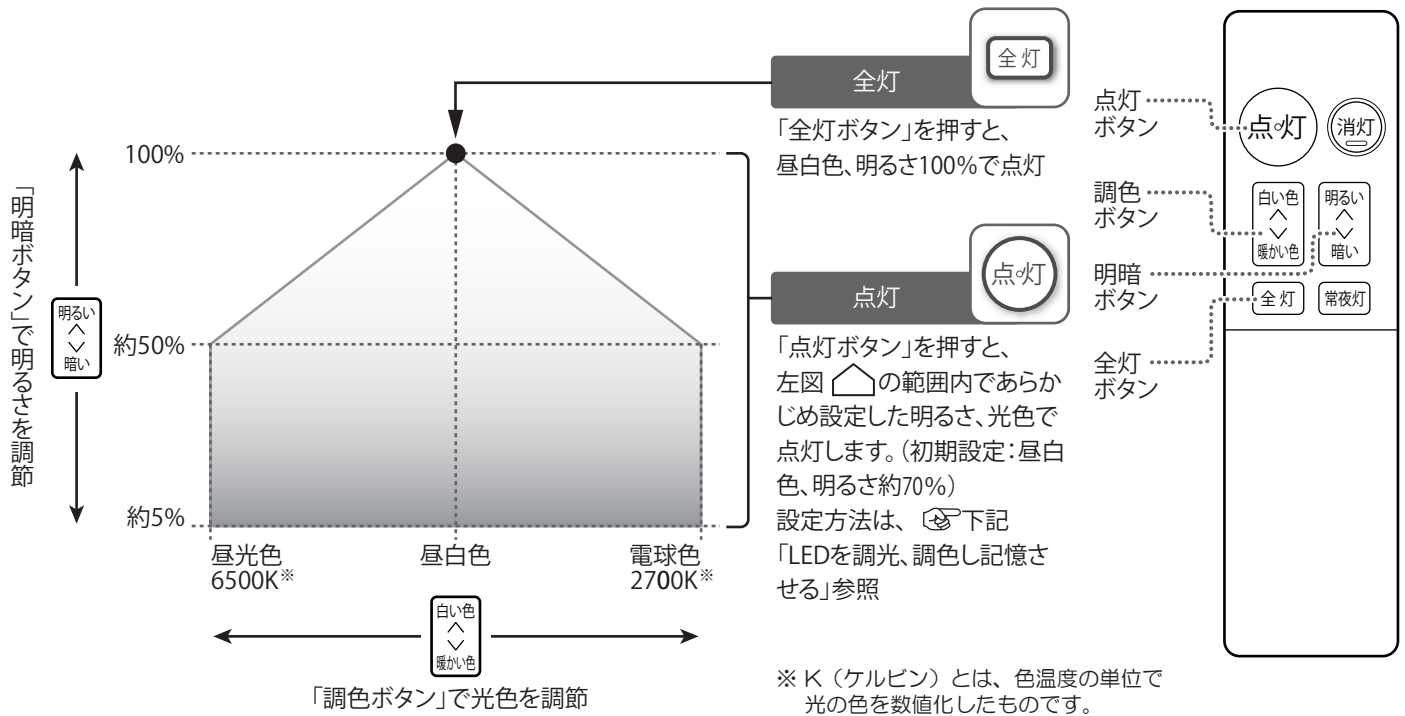 「明暗ボタン」で明るさを調節
明るい
暗い
100%
約50%
約5%
昼光色
6500K※
昼白色
電球色
2700K※
白い色
暖かい色
「調色ボタン」で光色を調節
全灯
全灯
「全灯ボタン」を押すと、
昼白色、明るさ100%で点灯
点灯
点灯
「点灯ボタン」を押すと、
左図の範囲内であらか
じめ設定した明るさ、光色で
点灯します。(初期設定:昼白
色、明るさ約70%)
設定方法は、下記
「LEDを調光、調色し記憶さ
せる」参照
※ K(ケルビン)とは、色温度の単位で
光の色を数値化したものです。
点灯
ボタン
調色
ボタン
明暗
ボタン
全灯
ボタン
点灯
消灯
白い色
暖かい色
明るい
暗い
全灯
常夜灯